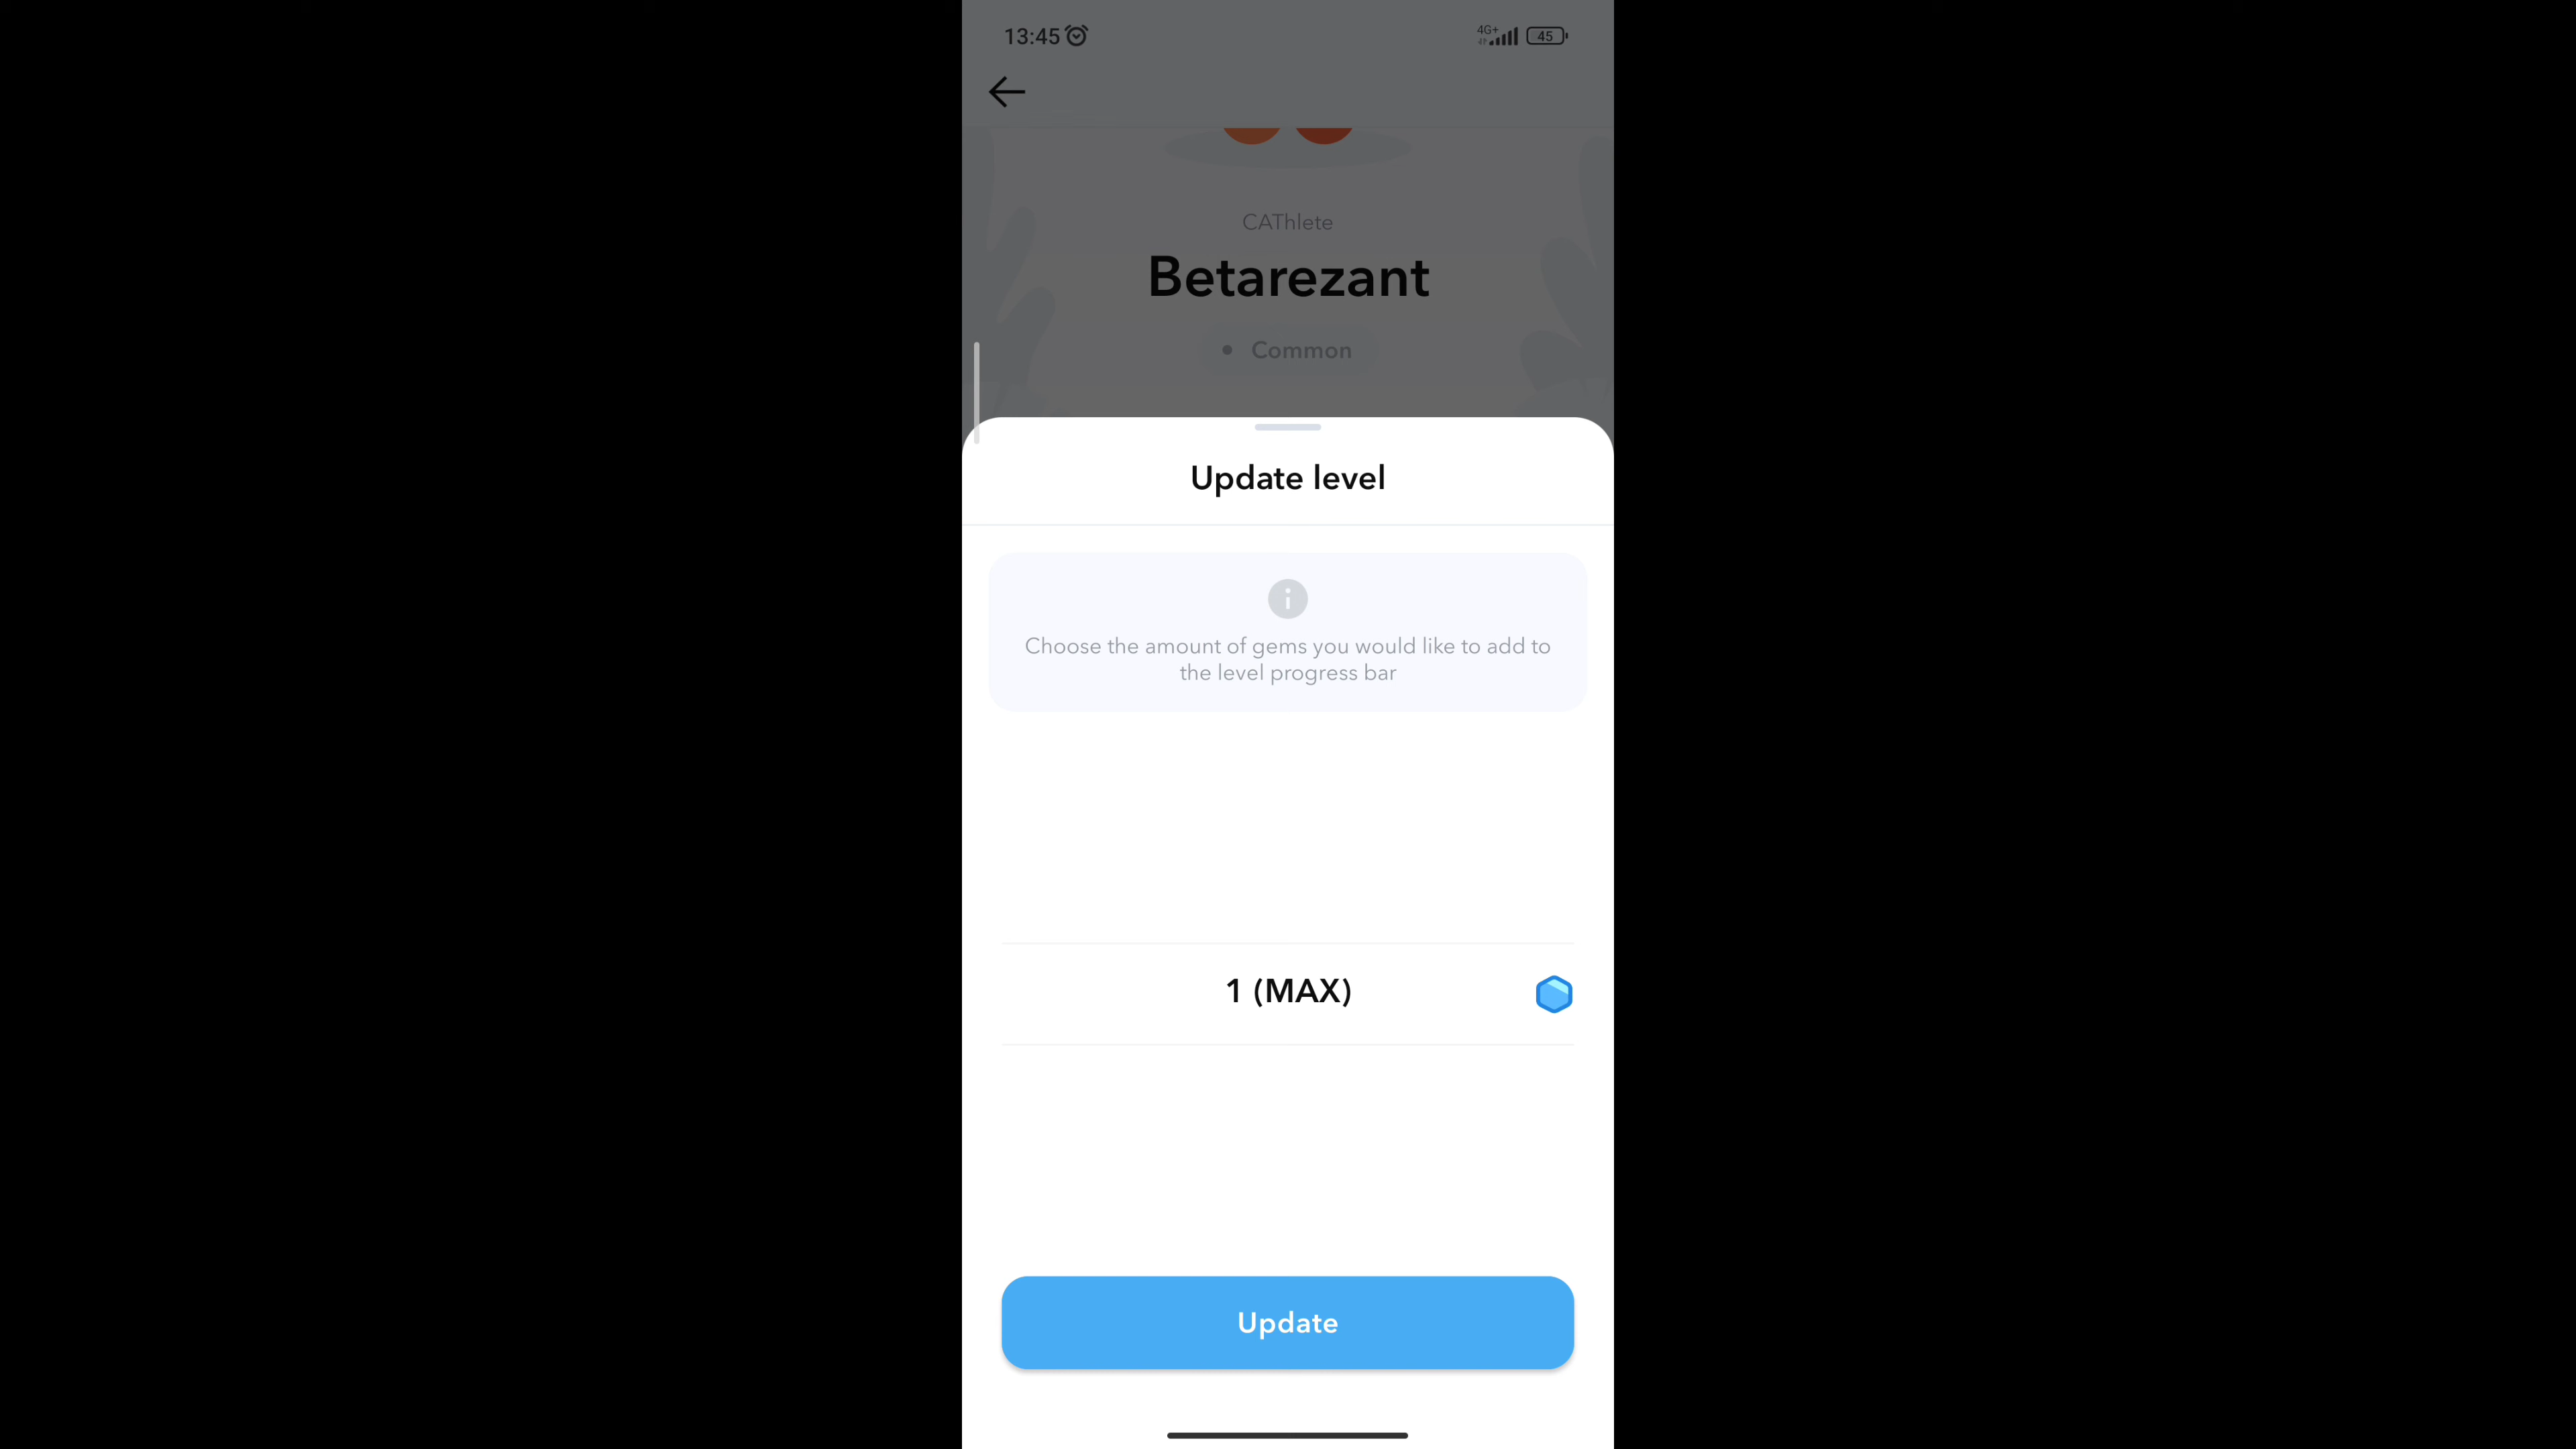 13:45
4G+
45
CAThlete
Betarezant
• Common
Update level
Choose the amount of gems you would like to add to
the level progress bar
1 (MAX)
Update